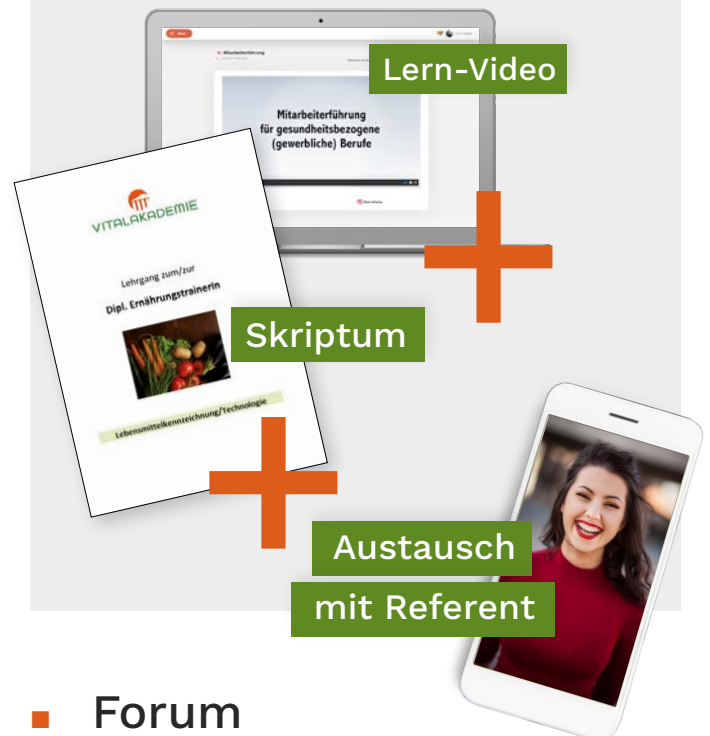 Mitarbeiterführung
Lern-Video
Mitarbeiterführung
für gesundheitsbezogene
(gewerbliche) Berufe
VITALAKADEMIE
Lehrgang zum/zur
Dipl. ErnährungstrainerIn
Skriptum
Lebensmittelkennzeichnung/Technologie
Austausch
mit Referent
Forum